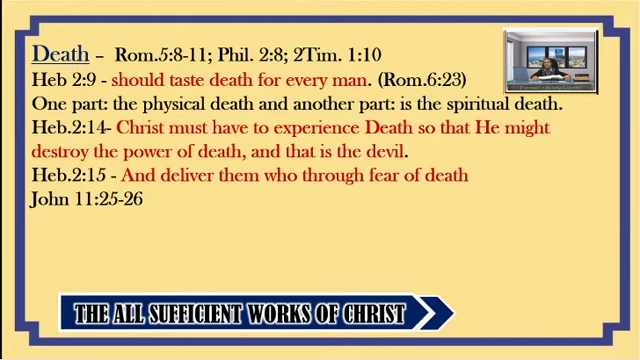 Death – Rom.5:8-11; Phil. 2:8; 2Tim. 1:10
Heb 2:9 - should taste death for every man. (Rom.6:23)
One part: the physical death and another part: is the spiritual death.
Heb.2:14- Christ must have to experience Death so that He might
destroy the power of death, and that is the devil.
Heb.2:15 - And deliver them who through fear of death
John 11:25-26
THE ALL SUFFICIENT WORKS OF CHRIST